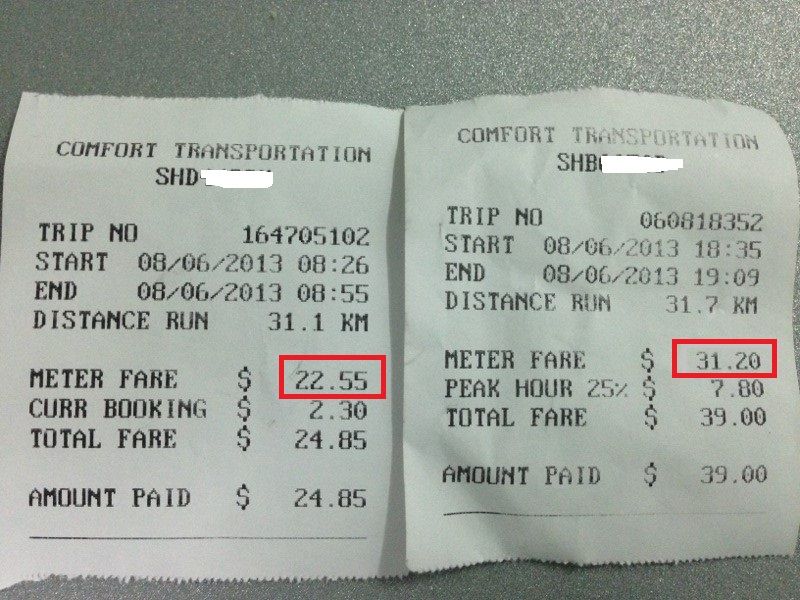 COMFORT TRANSPORTATION
SHD
TRIP NO 164705102
START 08/06/2013 08:26
END 08/06/2013 08:55
DISTANCE RUN 31.1 KM
METER FARE $ 22.55
CURR BOOKING $ 2.30
TOTAL FARE $ 24.85
AMOUNT PAID $ 24.85
COMFORT TRANSPORTATION
SHB
TRIP NO 060818352
START 08/06/2013 18:35
END 08/06/2013 19:09
DISTANCE RUN 31.7 KM
METER FARE $ 31.20
PEAK HOUR 25% $ 7.80
TOTAL FARE $ 39.00
AMOUNT PAID $ 39.00